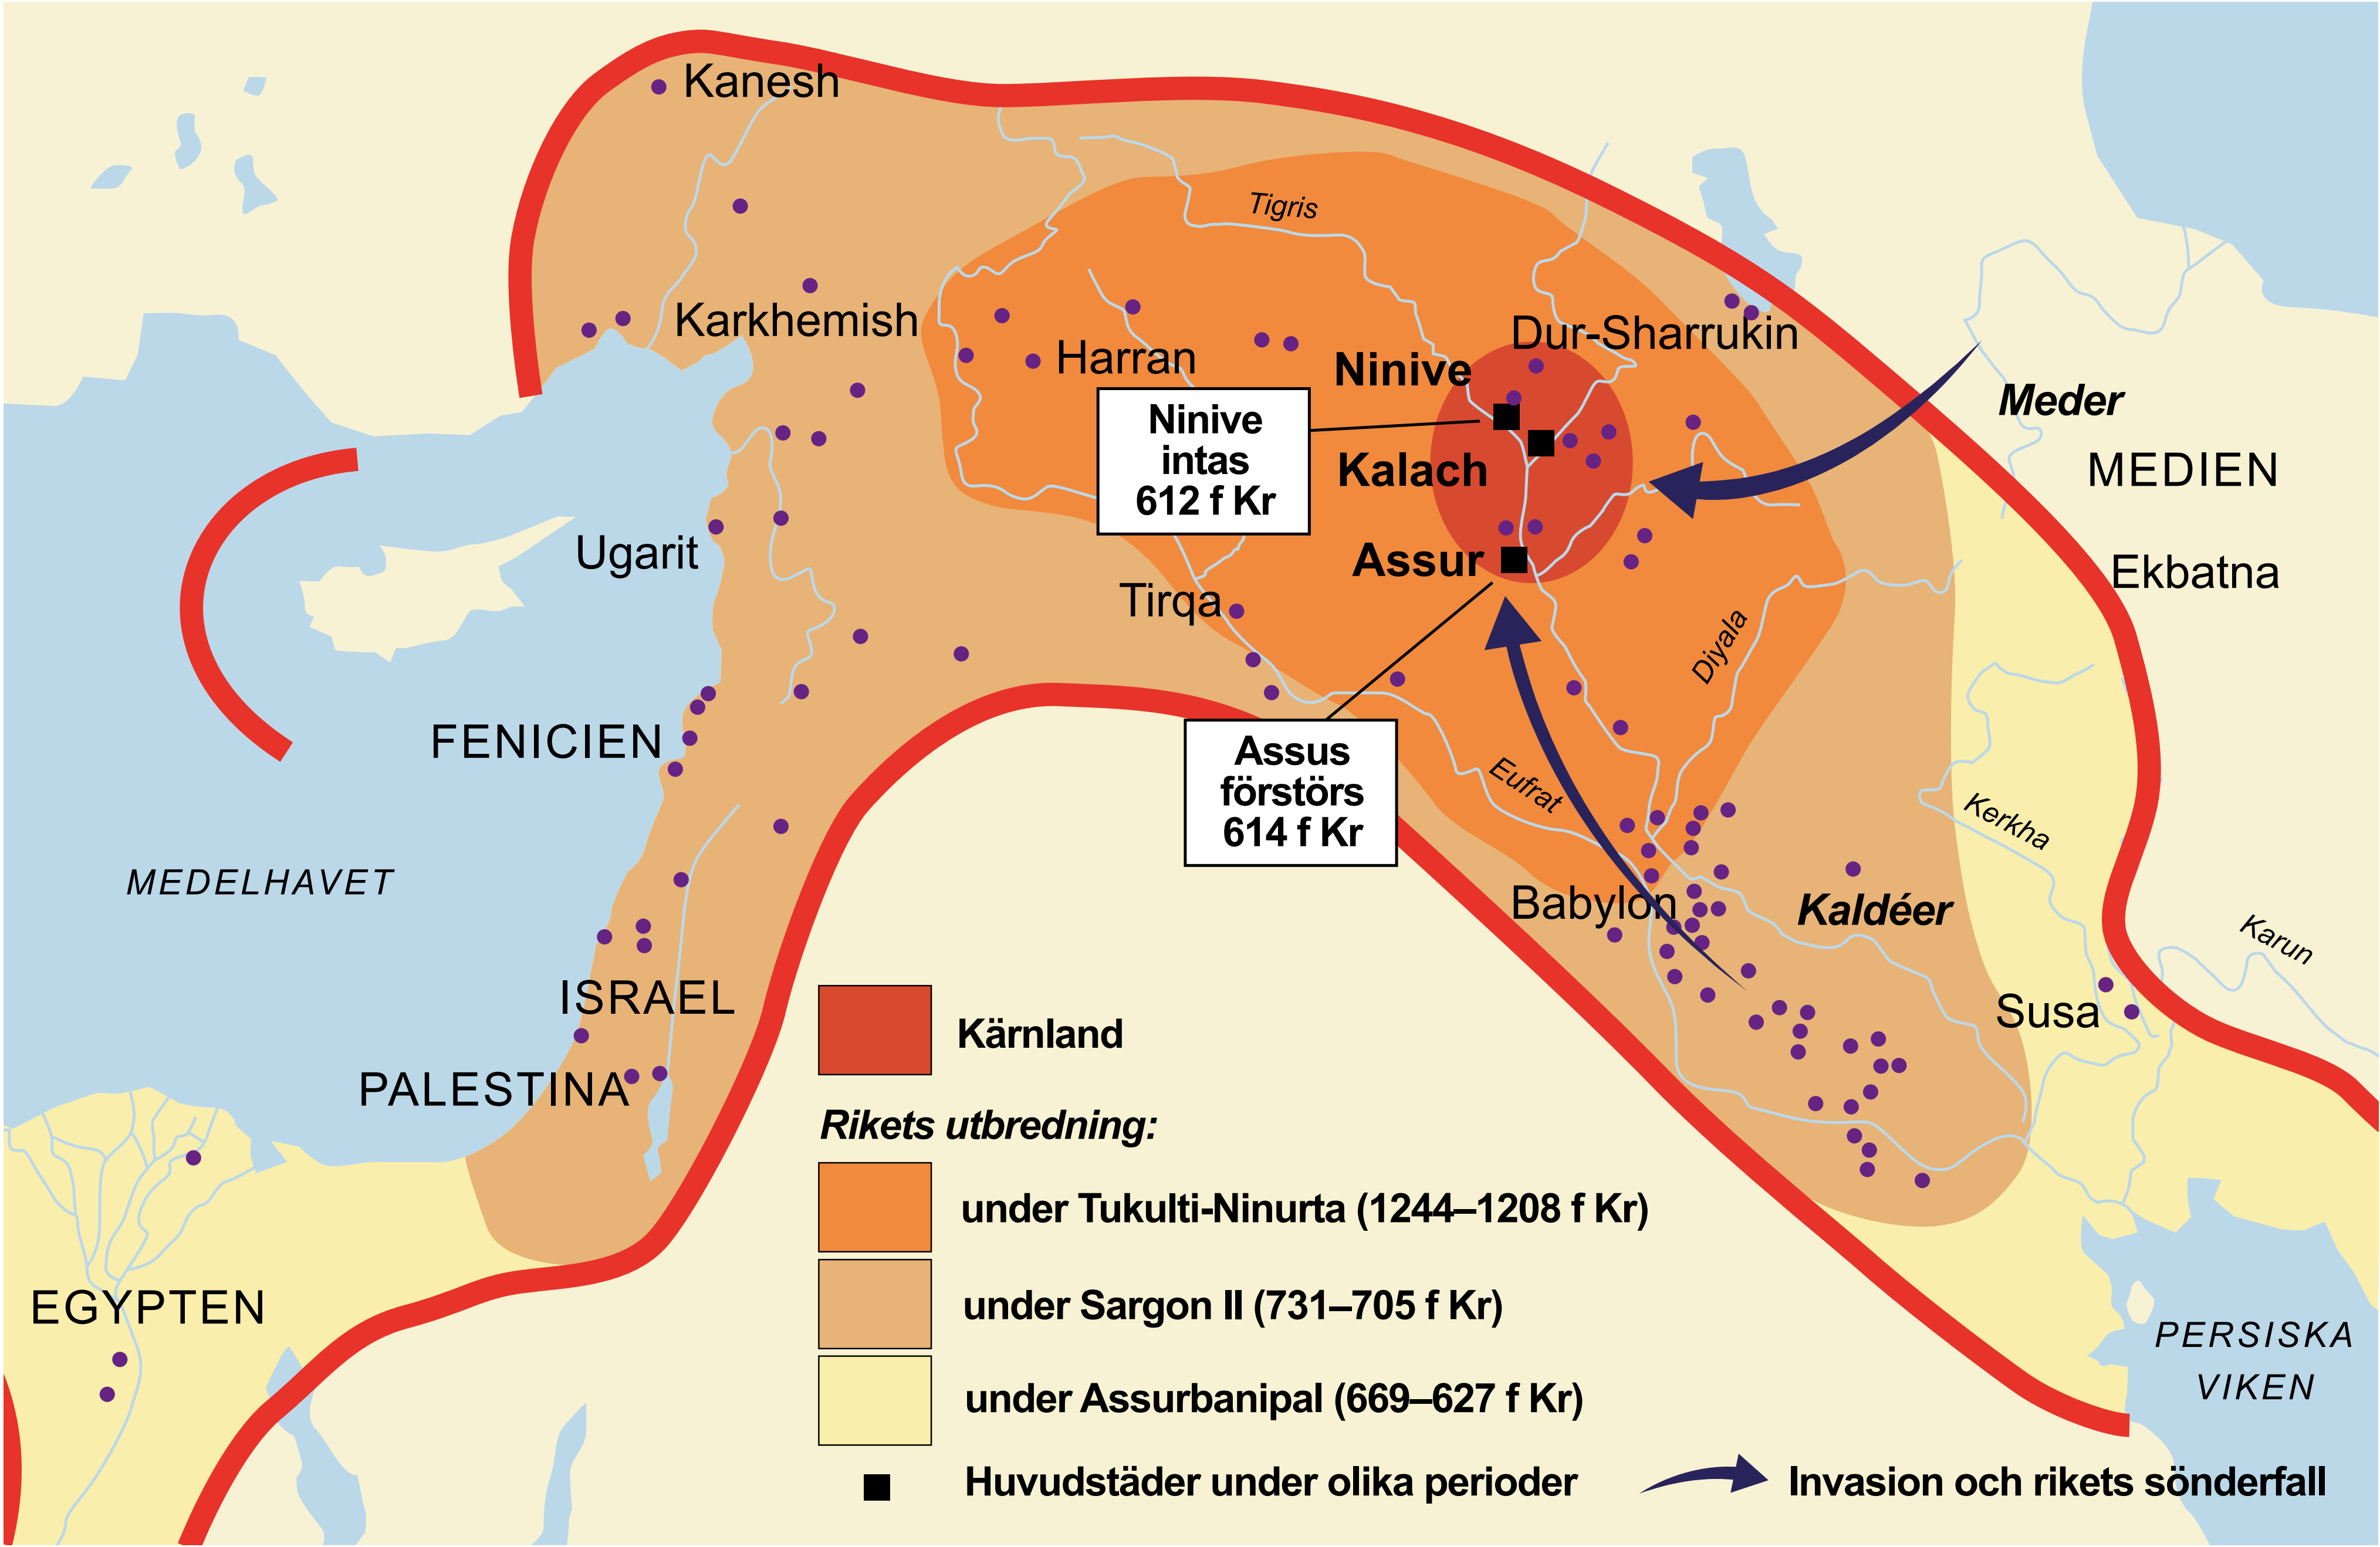 Kanesh
Tigris
Karkhemish
Harran
Dur-Sharrukin
Ninive
Meder
Ninive
intas
612 f Kr
Kalach
MEDIEN
Ugarit
Assur
Ekbatna
Tirqa
Diyala
FENICIEN
Assus
förstörs
614 f Kr
Eufrat
Kerkha
MEDELHAVET
Babylon
Kaldéer
Karun
ISRAEL
Susa
Kärnland
PALESTINA
Rikets utbredning:
under Tukulti-Ninurta (1244–1208 f Kr)
EGYPTEN
under Sargon II (731–705 f Kr)
PERSISKA
VIKEN
under Assurbanipal (669–627 f Kr)
Huvudstäder under olika perioder
Invasion och rikets sönderfall